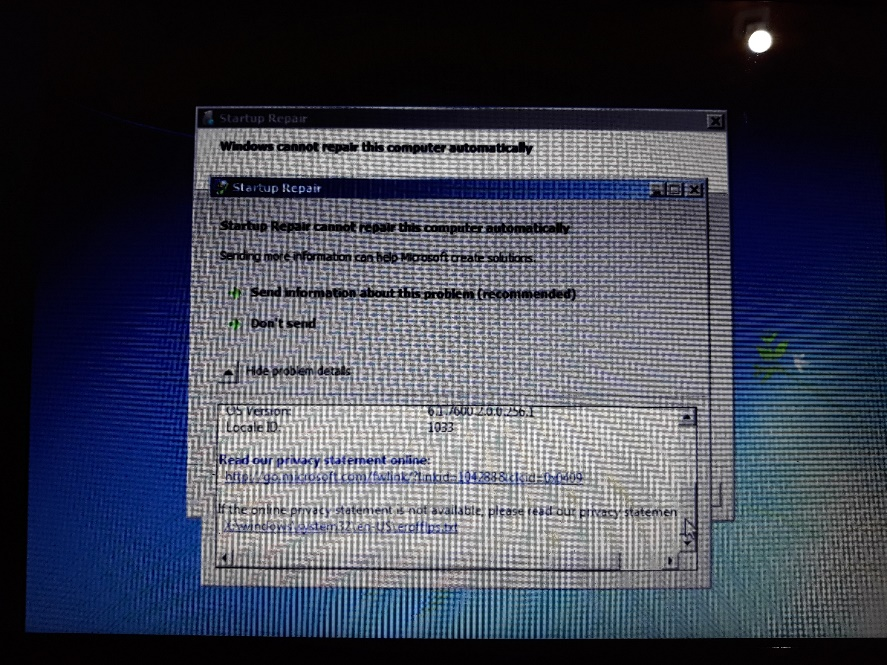 Startup Repair
Windows cannot repair this computer automatically
Startup Repair
Startup Repair cannot repair this computer automatically
Sending more information can help Microsoft create solutions.
Send information about this problem (recommended)
Don't send
Hide problem details
OS Version: 6.1.7600.2.0.0.256.1
Locale ID: 1033
Read our privacy statement online:
http://go.microsoft.com/fwlink/?linkid=104288&clcid=0x0409
If the online privacy statement is not available, please read our privacy statemen
X:\windows\system32\en-US\erofflps.txt